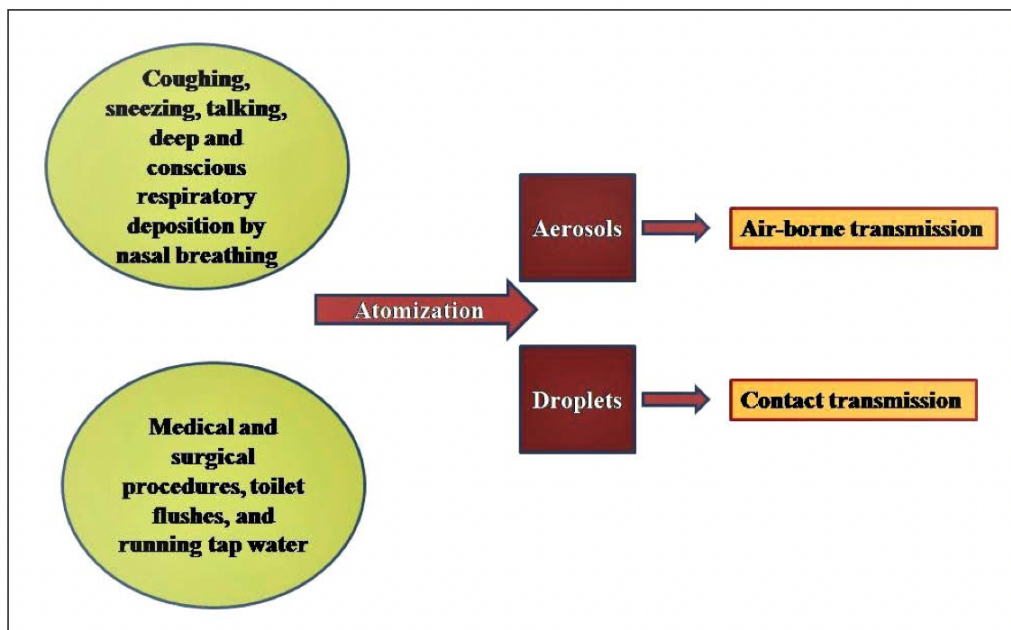 Coughing,
sneezing, talking,
deep and
conscious
respiratory
deposition by
nasal breathing
Atomization
Medical and
surgical
procedures, toilet
flushes, and
running tap water
Aerosols
Air-borne transmission
Droplets
Contact transmission